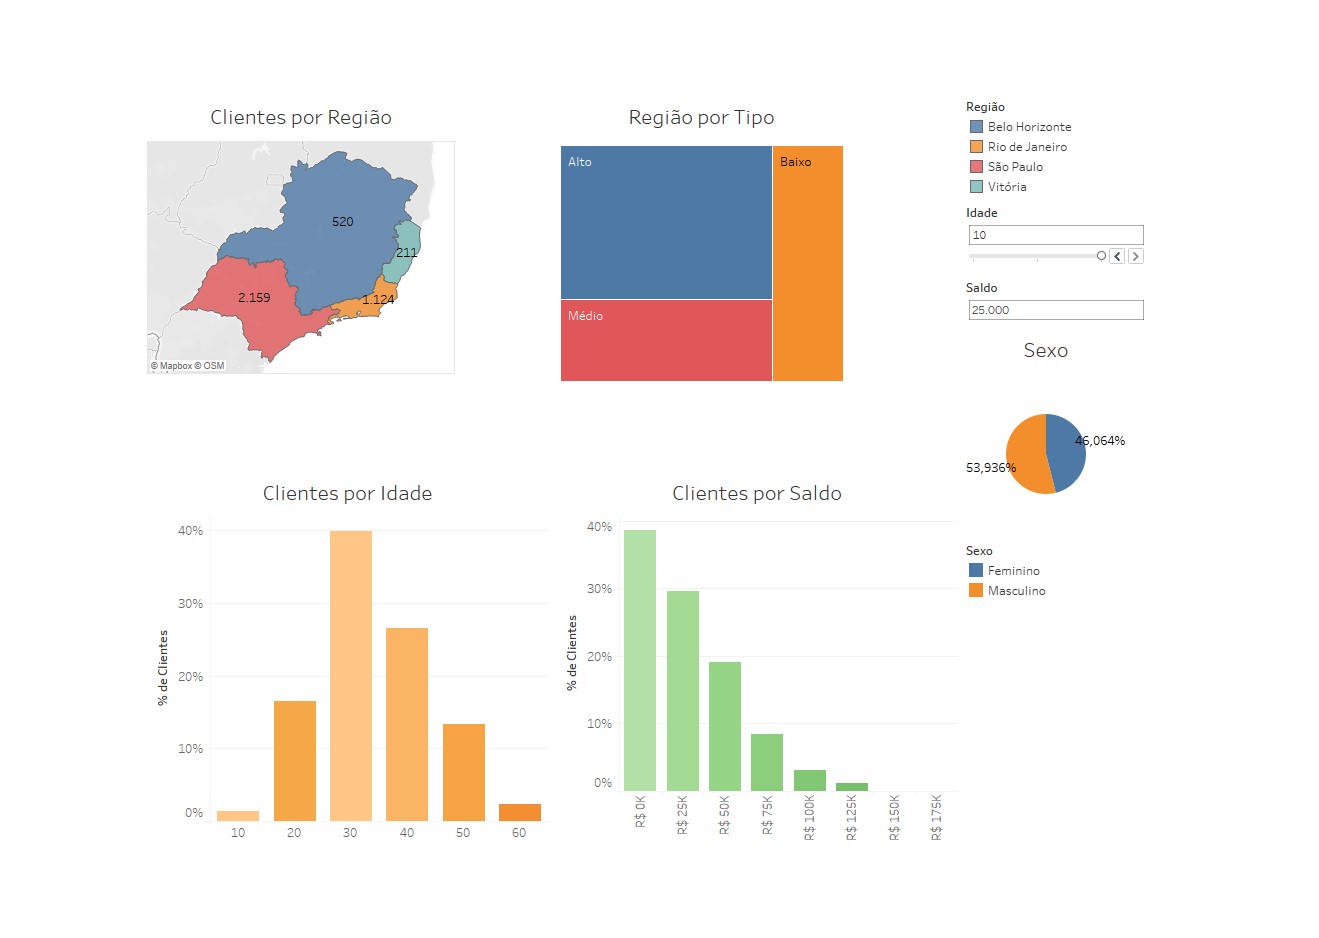 Clientes por Região
520
211
2.159
1.124
© Mapbox © OSM
Região por Tipo
Alto
Baixo
Médio
Região
Belo Horizonte
Rio de Janeiro
São Paulo
Vitória
Idade
10
Saldo
25.000
Sexo
46,064%
53,936%
Sexo
Feminino
Masculino
Clientes por Idade
% de Clientes
40%
30%
20%
10%
0%
10 20 30 40 50 60
Clientes por Saldo
% de Clientes
40%
30%
20%
10%
0%
R$ 0K
R$ 25K
R$ 50K
R$ 75K
R$ 100K
R$ 125K
R$ 150K
R$ 175K